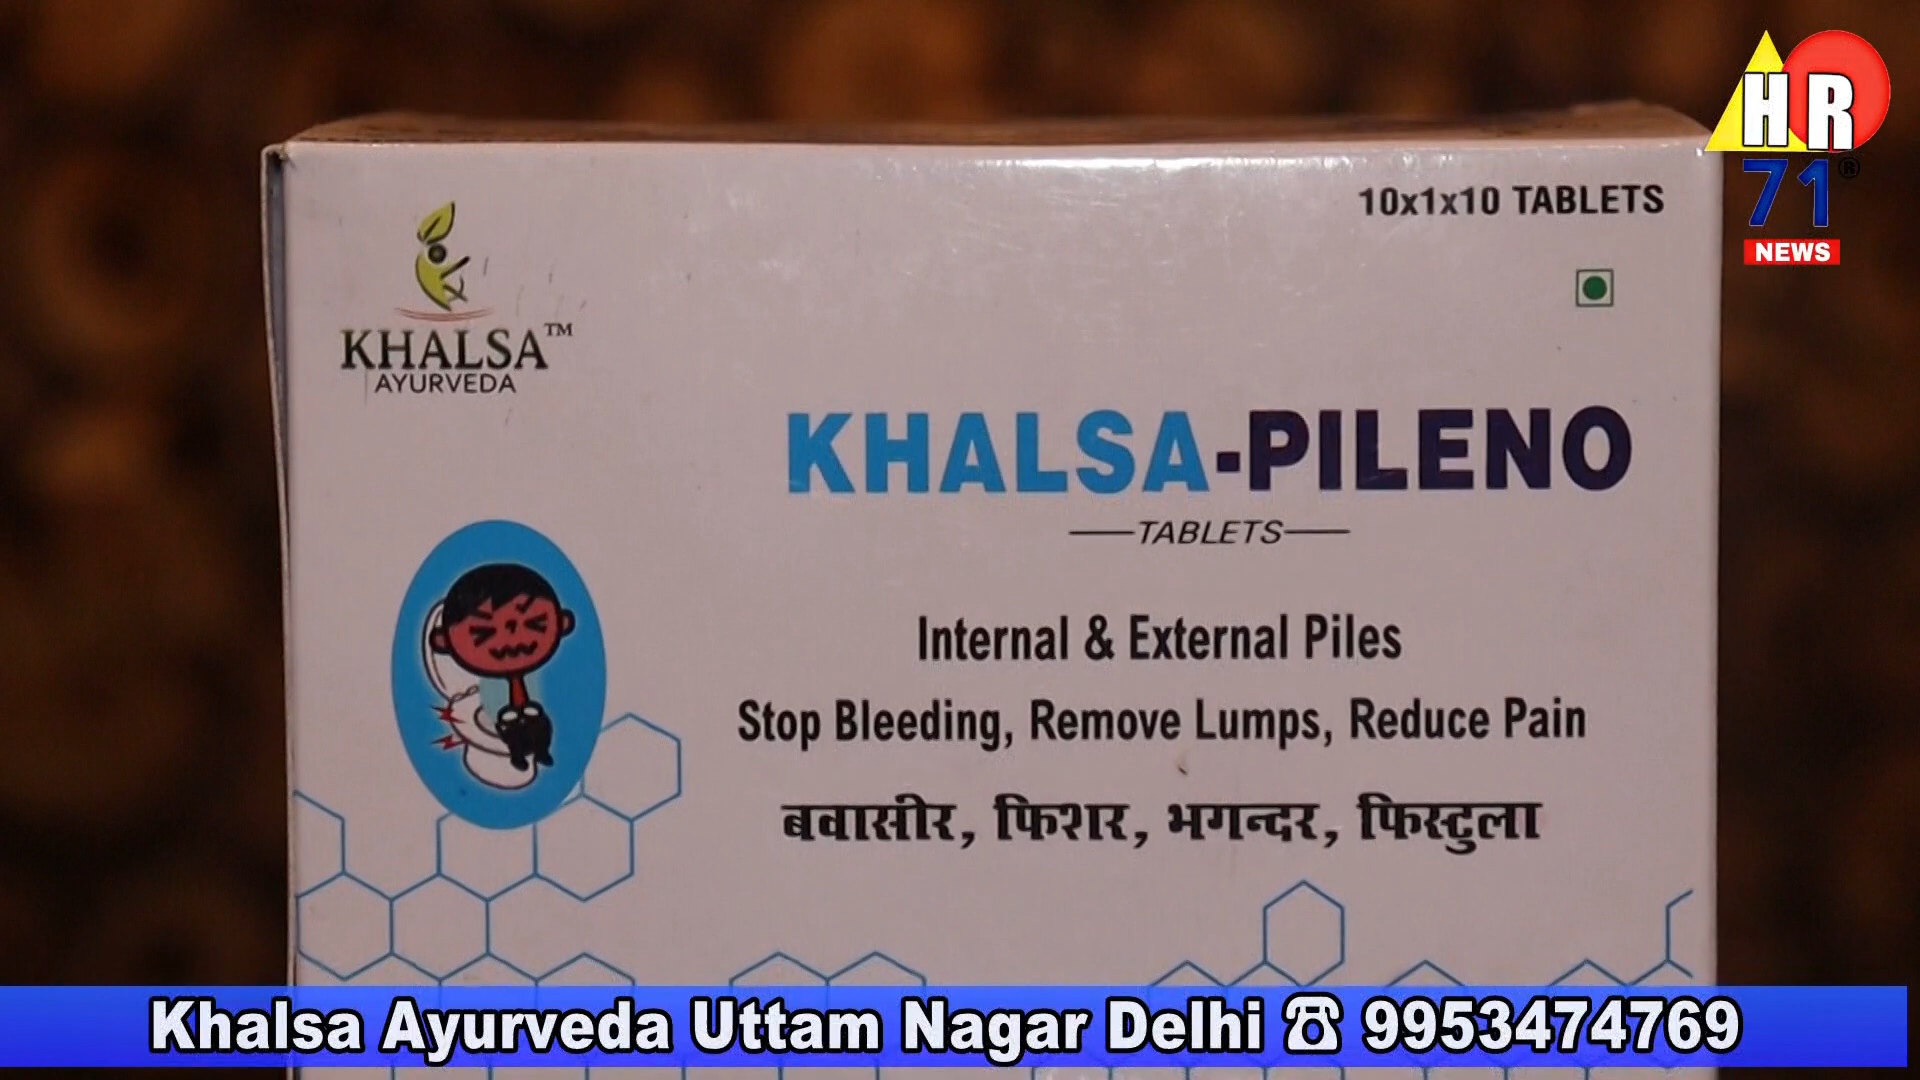 HR
71®
NEWS
10x1x10 TABLETS
KHALSA™
AYURVEDA
KHALSA-PILENO
TABLETS
Internal & External Piles
Stop Bleeding, Remove Lumps, Reduce Pain
बवासीर, फिशर, भगन्दर, फिस्टुला
Khalsa Ayurveda Uttam Nagar Delhi ☎ 9953474769